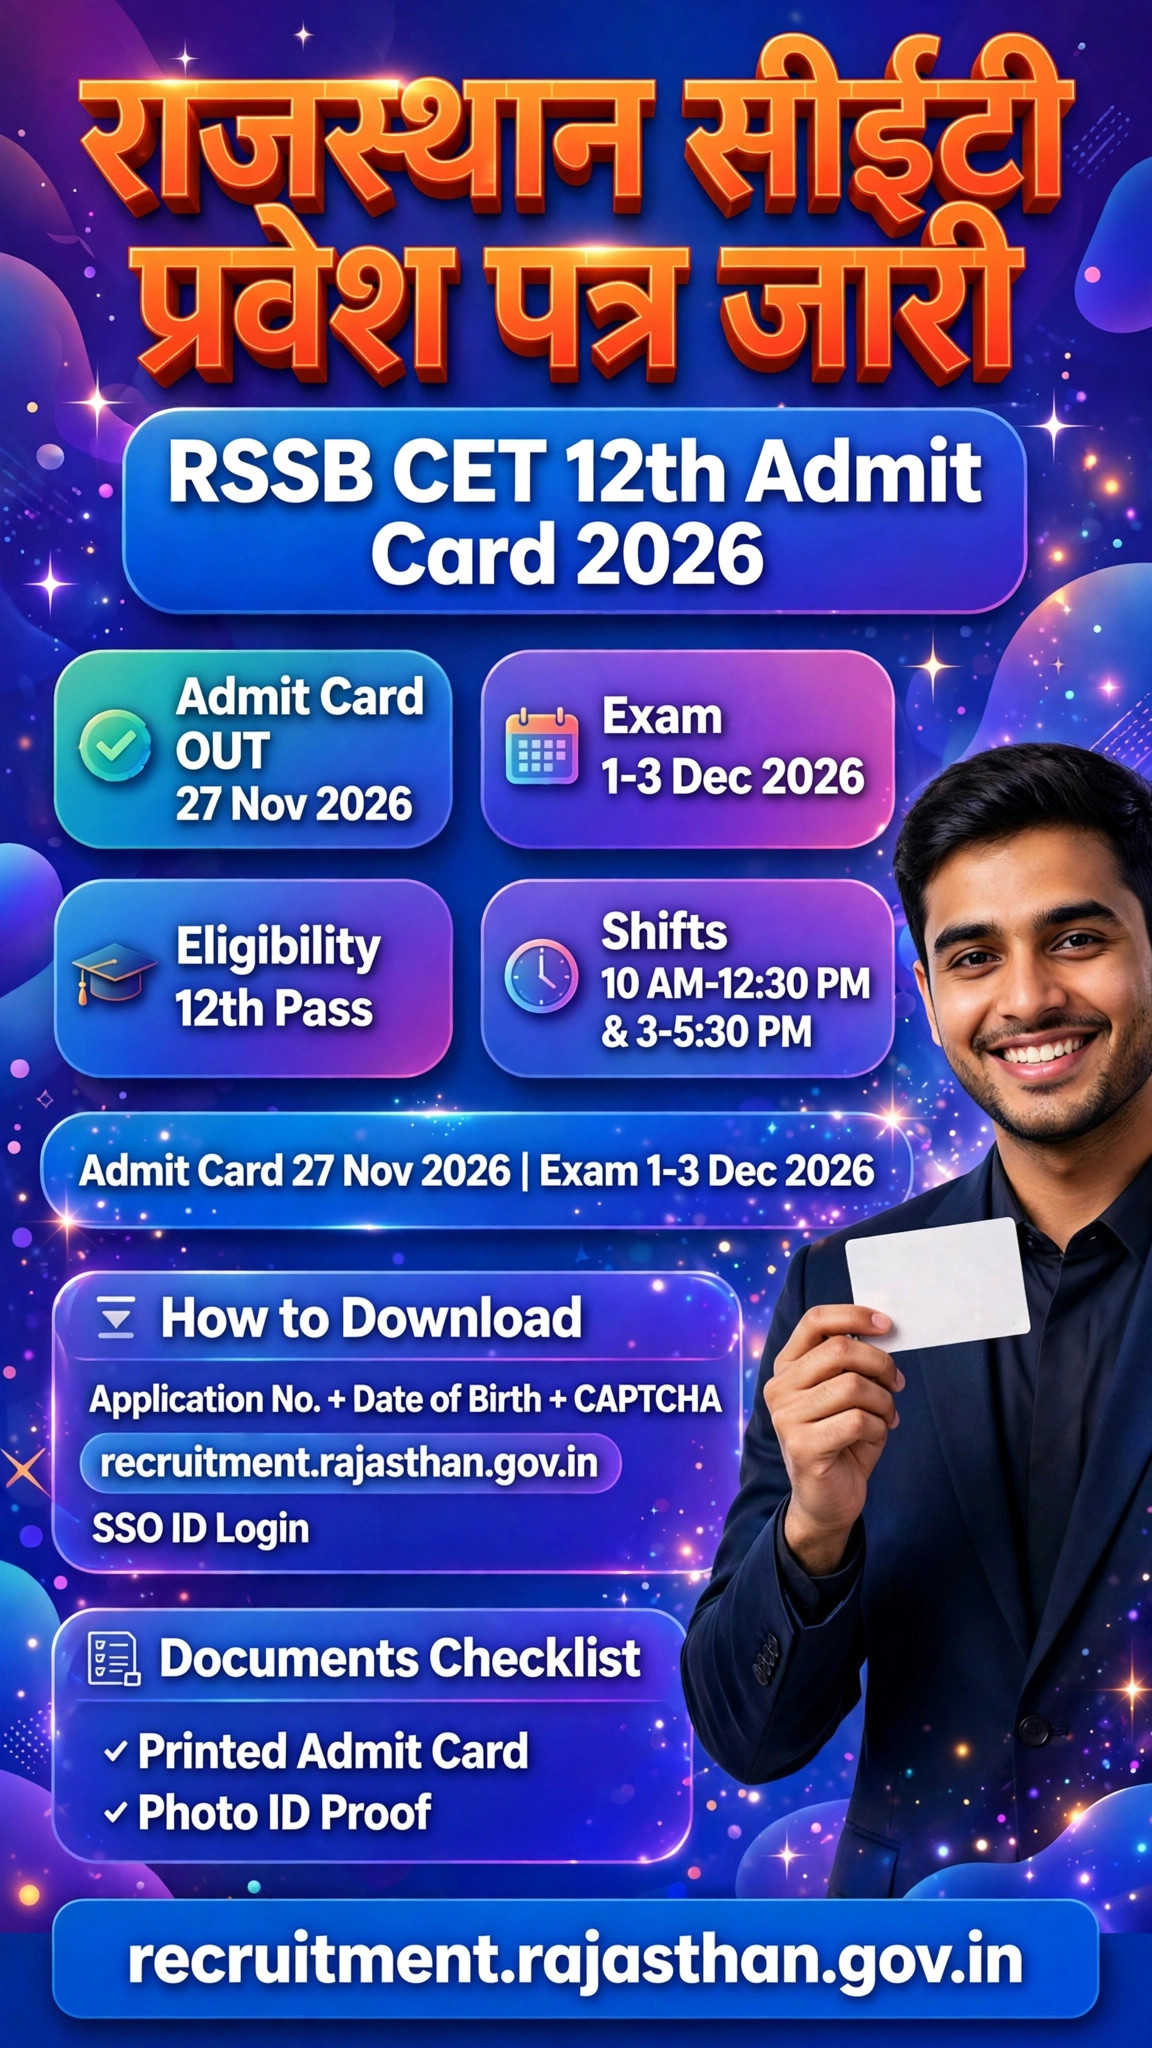 राजस्थान सीईटी
प्रवेश पत्र जारी
RSSB CET 12th Admit
Card 2026
Admit Card
OUT
27 Nov 2026
Exam
1-3 Dec 2026
Eligibility
12th Pass
Shifts
10 AM-12:30 PM
& 3-5:30 PM
Admit Card 27 Nov 2026 | Exam 1-3 Dec 2026
How to Download
Application No. + Date of Birth + CAPTCHA
recruitment.rajasthan.gov.in
SSO ID Login
Documents Checklist
✓ Printed Admit Card
✓ Photo ID Proof
recruitment.rajasthan.gov.in